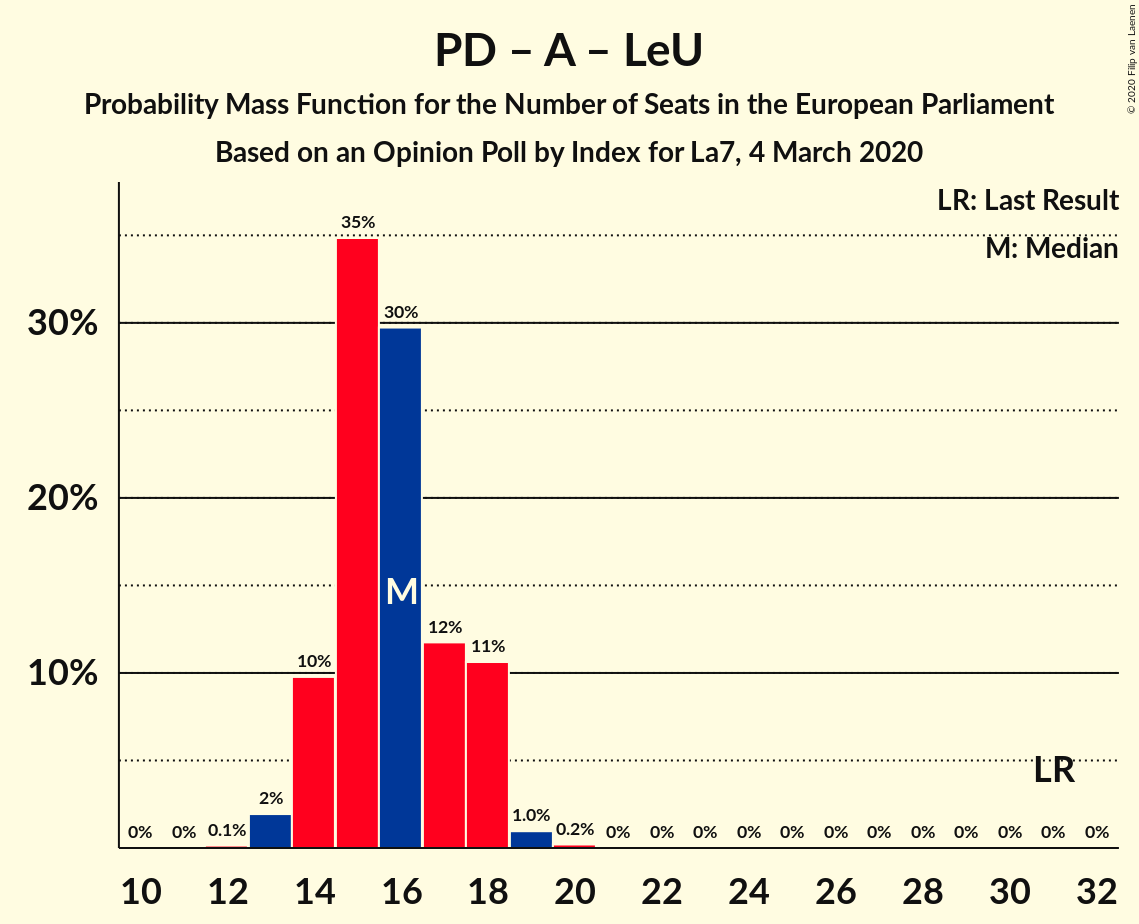 PD – A – LeU
Probability Mass Function for the Number of Seats in the European Parliament
Based on an Opinion Poll by Index for La7, 4 March 2020
© 2020 Filip van Laenen
LR: Last Result
M: Median
35%
30%
30%
20%
M
12%
11%
10%
10%
LR
2%
0% 0% 0.1% 1.0% 0.2% 0% 0% 0% 0% 0% 0% 0% 0% 0% 0% 0% 0%
10 12 14 16 18 20 22 24 26 28 30 32